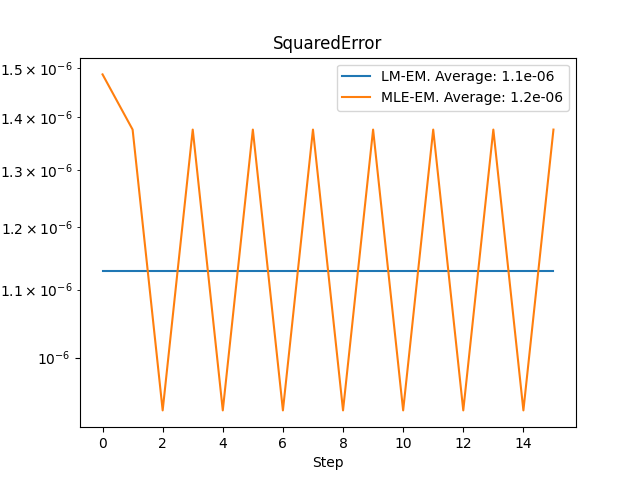 SquaredError
LM-EM. Average: 1.1e-06
MLE-EM. Average: 1.2e-06
1.5 × 10⁻⁶
1.4 × 10⁻⁶
1.3 × 10⁻⁶
1.2 × 10⁻⁶
1.1 × 10⁻⁶
10⁻⁶
0 2 4 6 8 10 12 14
Step